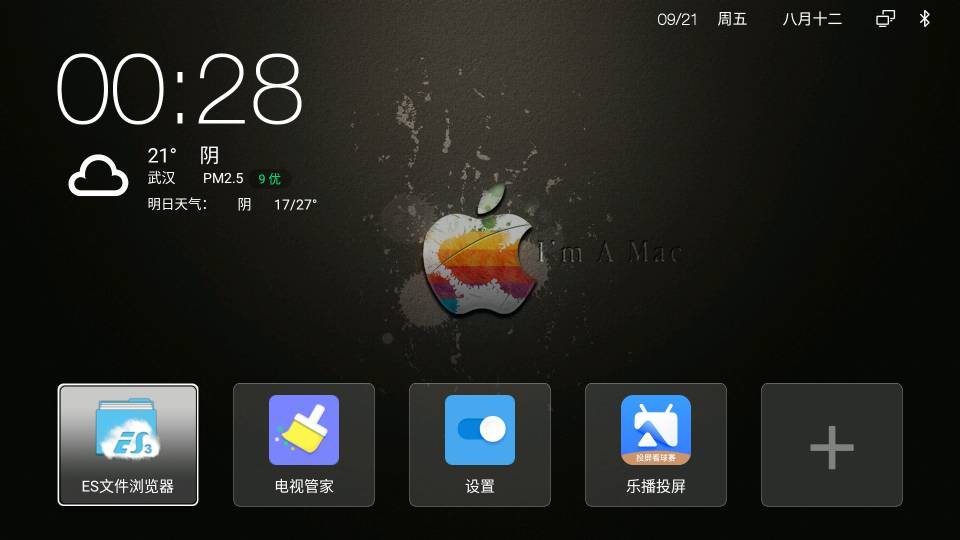 09/21 周五 八月十二
00:28
21° 阴
武汉 PM2.5 9 优
明日天气: 阴 17/27°
I'm A Mac
ES3
投屏看球赛
ES文件浏览器 电视管家 设置 乐播投屏